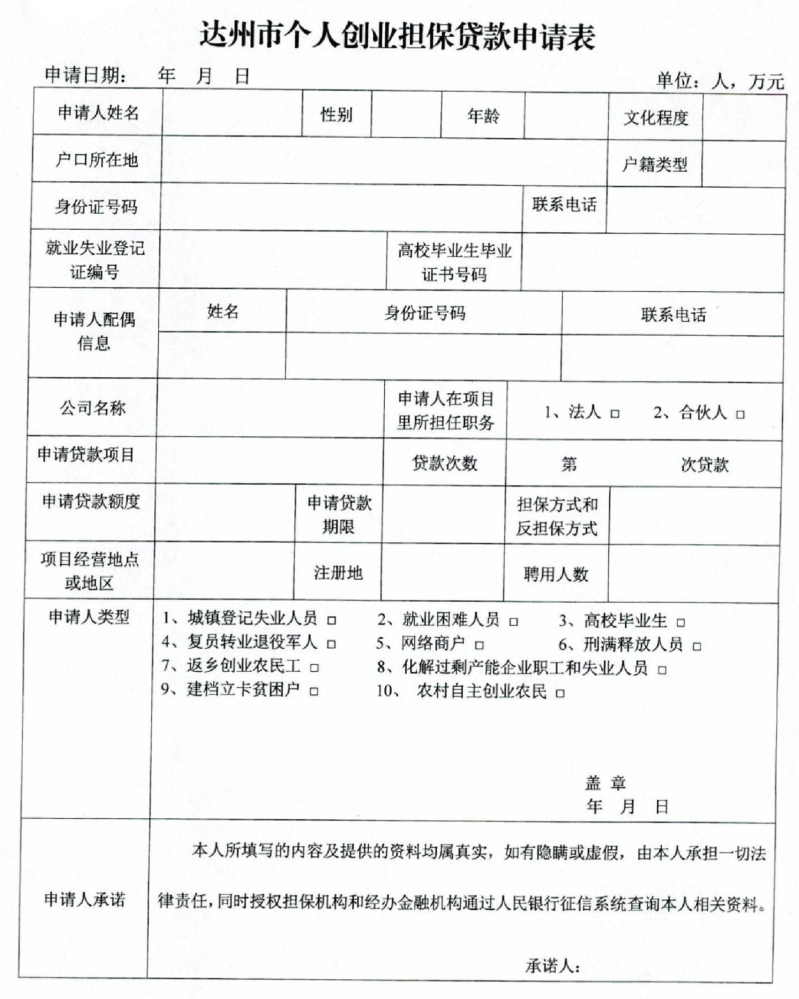 达州市个人创业担保贷款申请表
申请日期： 年 月 日 单位：人，万元
申请人姓名 性别 年龄 文化程度
户口所在地 户籍类型
身份证号码 联系电话
就业失业登记
证编号
高校毕业生毕业
证书号码
申请人配偶
信息
姓名 身份证号码 联系电话
公司名称
申请人在项目
里所担任职务
1、法人 □ 2、合伙人 □
申请贷款项目 贷款次数 第 次贷款
申请贷款额度
申请贷款
期限
担保方式和
反担保方式
项目经营地点
或地区
注册地 聘用人数
申请人类型
1、城镇登记失业人员 □ 2、就业困难人员 □ 3、高校毕业生 □
4、复员转业退役军人 □ 5、网络商户 □ 6、刑满释放人员 □
7、返乡创业农民工 □ 8、化解过剩产能企业职工和失业人员 □
9、建档立卡贫困户 □ 10、 农村自主创业农民 □
盖 章
年 月 日
申请人承诺
本人所填写的内容及提供的资料均属真实，如有隐瞒或虚假，由本人承担一切法
律责任，同时授权担保机构和经办金融机构通过人民银行征信系统查询本人相关资料。
承诺人：